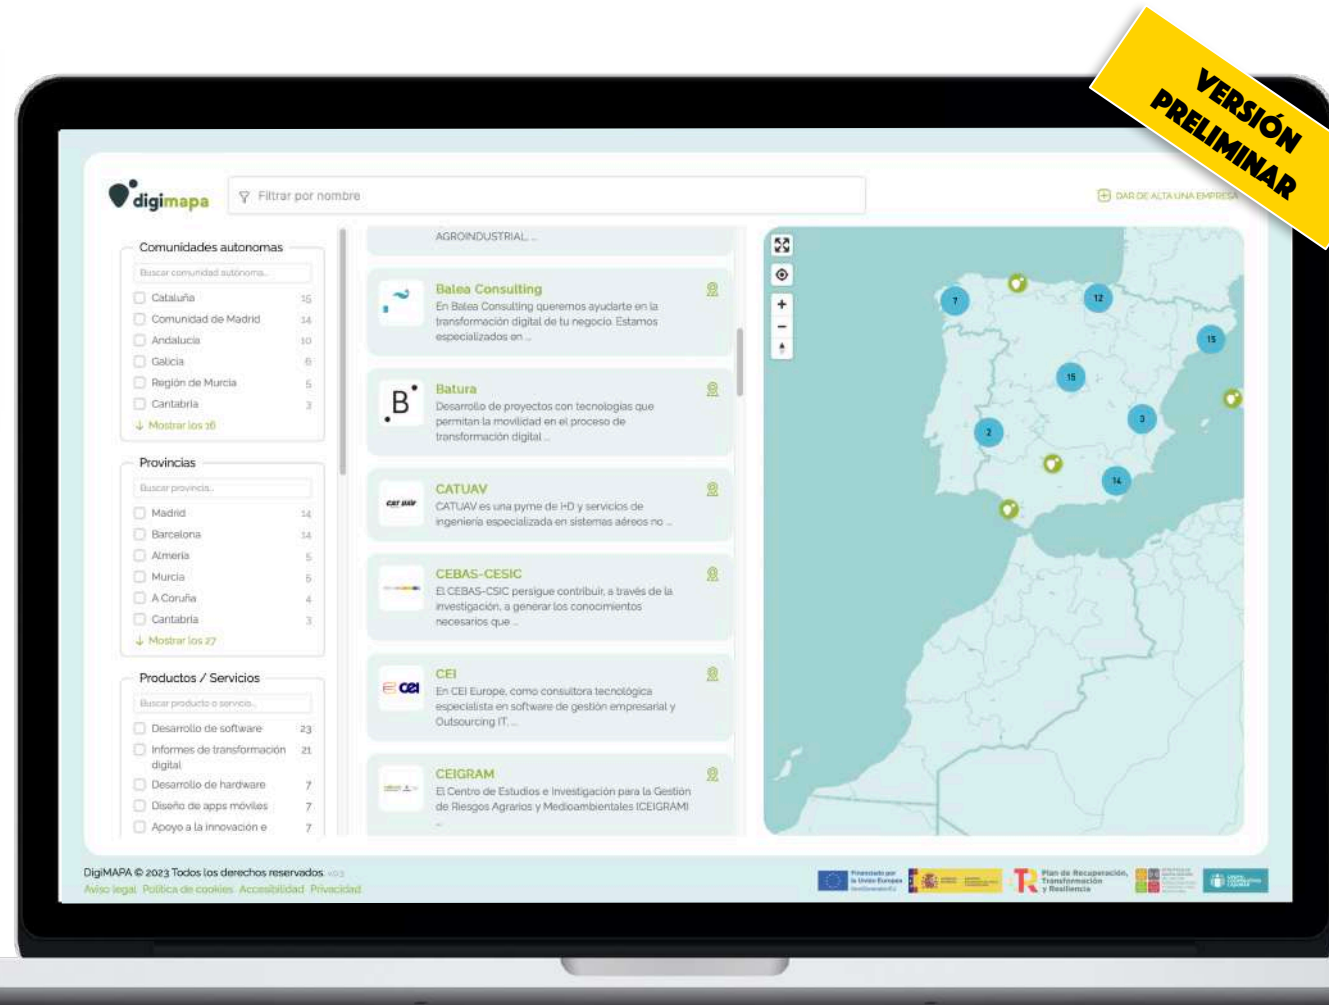 VERSIÓN
PRELIMINAR
digimapa
Filtrar por nombre
DAR DE ALTA UNA EMPRESA
Comunidades autonomas
Buscar comunidad autónoma...
Cataluña 15
Comunidad de Madrid 14
Andalucía 10
Galicia 6
Región de Murcia 5
Cantabria 3
Mostrar los 16
Provincias
Buscar provincia...
Madrid 14
Barcelona 14
Almería 5
Murcia 5
A Coruña 4
Cantabria 3
Mostrar los 27
Productos / Servicios
Buscar producto o servicio...
Desarrollo de software 23
Informes de transformación 21
digital
Desarrollo de hardware 7
Diseño de apps móviles 7
Apoyo a la innovación e 7
AGROINDUSTRIAL. ...
Balea Consulting
En Balea Consulting queremos ayudarte en la
transformación digital de tu negocio. Estamos
especializados en ...
B
Batura
Desarrollo de proyectos con tecnologías que
permitan la movilidad en el proceso de
transformación digital ...
CAT UAV
CATUAV
CATUAV es una pyme de I+D y servicios de
ingeniería especializada en sistemas aéreos no ...
CEBAS-CESIC
El CEBAS-CSIC persigue contribuir, a través de la
investigación, a generar los conocimientos
necesarios que ...
cei
CEI
En CEI Europe, como consultora tecnológica
especialista en software de gestión empresarial y
Outsourcing IT, ...
CEIGRAM
El Centro de Estudios e Investigación para la Gestión
de Riesgos Agrarios y Medioambientales (CEIGRAM)
...
7
12
15
15
3
2
14
DigiMAPA © 2023 Todos los derechos reservados.
Aviso legal Política de cookies Accesibilidad Privacidad
Financiado por
la Unión Europea
NextGenerationEU
Plan de Recuperación,
Transformación
y Resiliencia